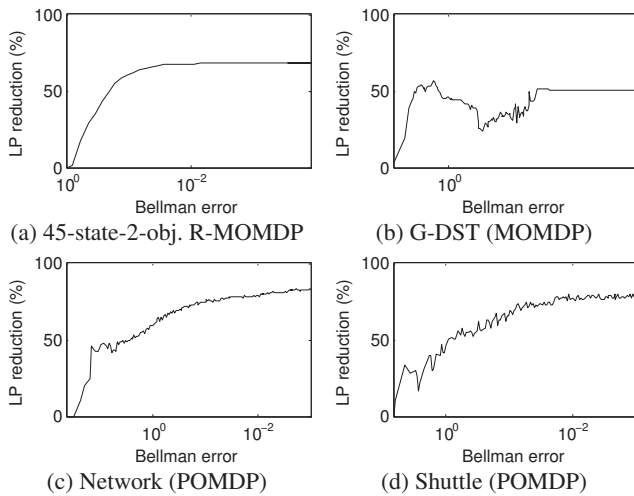 100
50
0
LP reduction (%)
10^0
10^-2
Bellman error
(a) 45-state-2-obj. R-MOMDP
100
50
0
LP reduction (%)
10^0
Bellman error
(b) G-DST (MOMDP)
100
50
0
LP reduction (%)
10^0
10^-2
Bellman error
(c) Network (POMDP)
100
50
0
LP reduction (%)
10^0
10^-2
Bellman error
(d) Shuttle (POMDP)